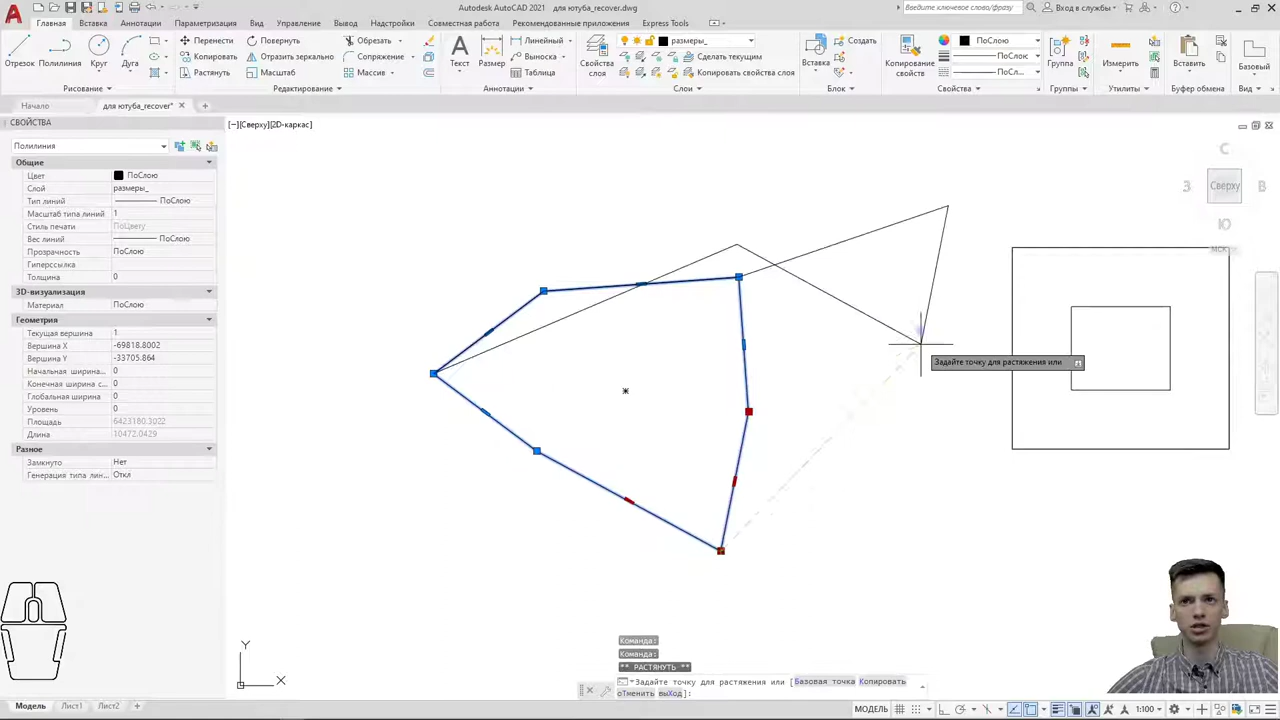 Autodesk AutoCAD 2021 для ютуба_recover.dwg
Введите ключевое слово/фразу
Вход в службы
Главная Вставка Аннотации Параметризация Вид Управление Вывод Надстройки Совместная работа Рекомендованные приложения Express Tools
Отрезок Полилиния Круг Дуга
Перенести Повернуть Обрезать
Копировать Отразить зеркально Сопряжение
Растянуть Масштаб Массив
Текст Размер
Линейный
Выноска
Таблица
Свойства слоя
размеры_
Сделать текущим
Копировать свойства слоя
Вставка
Создать
Копирование свойств
ПоСлою
ПоСлою
ПоСл...
Группа
Измерить
Вставить
Базовый
Рисование Редактирование Аннотации Слои Блок Свойства Группы Утилиты Буфер обмена Вид
Начало для ютуба_recover*
СВОЙСТВА
[−][Сверху][2D-каркас]
Полилиния
Общие
Цвет ПоСлою
Слой размеры_
Тип линий ПоСлою
Масштаб типа линий 1
Стиль печати ПоЦвету
Вес линий ПоСлою
Прозрачность ПоСлою
Гиперссылка
Толщина 0
3D-визуализация
Материал ПоСлою
Геометрия
Текущая вершина 1
Вершина X -69818.8002
Вершина Y -33705.864
Начальная ширина... 0
Конечная ширина с... 0
Глобальная ширина 0
Уровень 0
Площадь 6423180.3022
Длина 10472.0429
Разное
Замкнуто Нет
Генерация типа лин... Откл
С
З Сверху В
Ю
МСК
Задайте точку для растяжения или
Y
X
Команда:
Команда:
** РАСТЯНУТЬ **
Задайте точку для растяжения или [Базовая точка Копировать
оТменить выХод]:
Модель Лист1 Лист2
МОДЕЛЬ 1:100